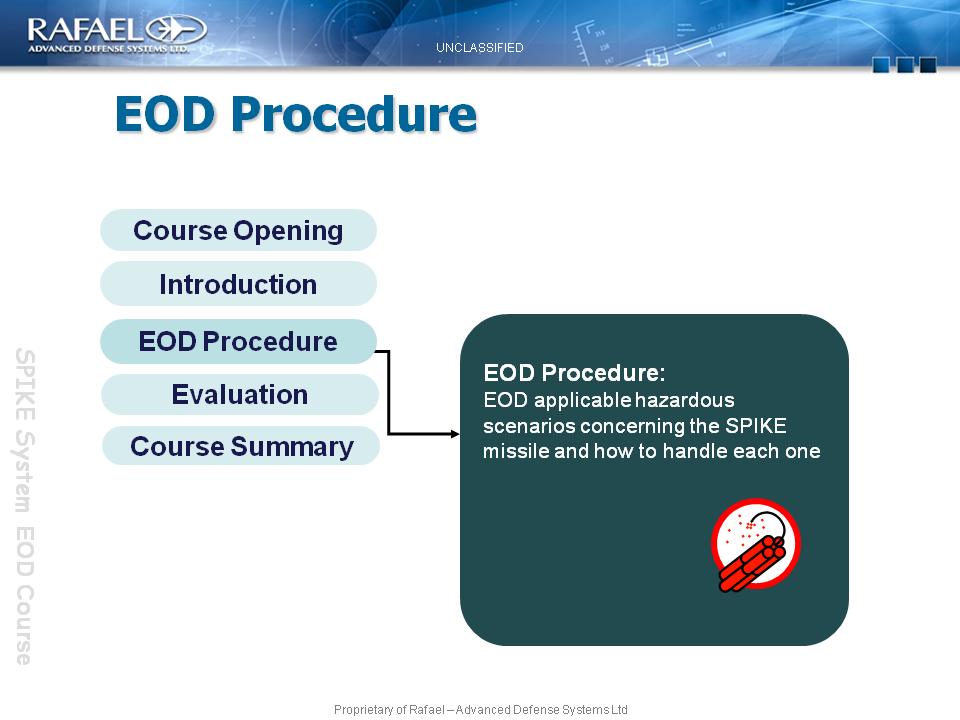 RAFAEL
ADVANCED DEFENSE SYSTEMS LTD.
UNCLASSIFIED
EOD Procedure
Course Opening
Introduction
EOD Procedure
Evaluation
Course Summary
EOD Procedure:
EOD applicable hazardous
scenarios concerning the SPIKE
missile and how to handle each one
SPIKE System EOD Course
Proprietary of Rafael – Advanced Defense Systems Ltd